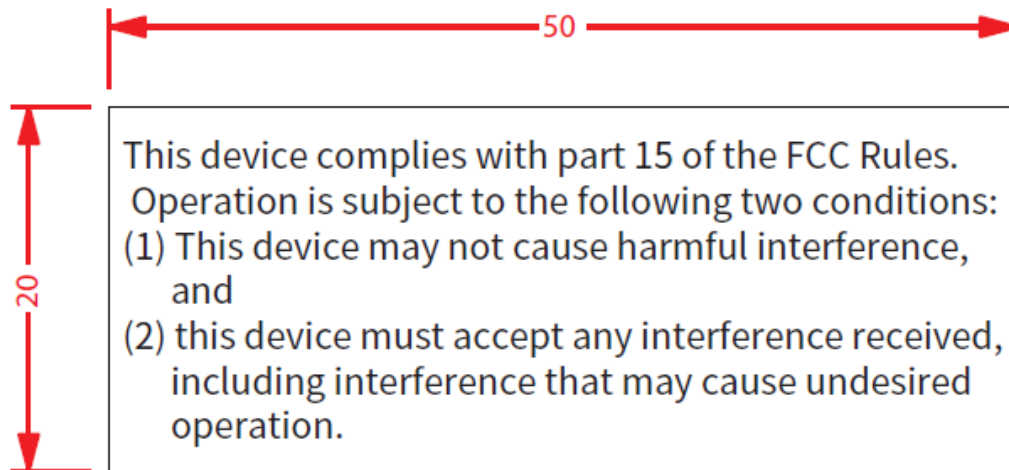 50
20
This device complies with part 15 of the FCC Rules.
Operation is subject to the following two conditions:
(1) This device may not cause harmful interference,
and
(2) this device must accept any interference received,
including interference that may cause undesired
operation.